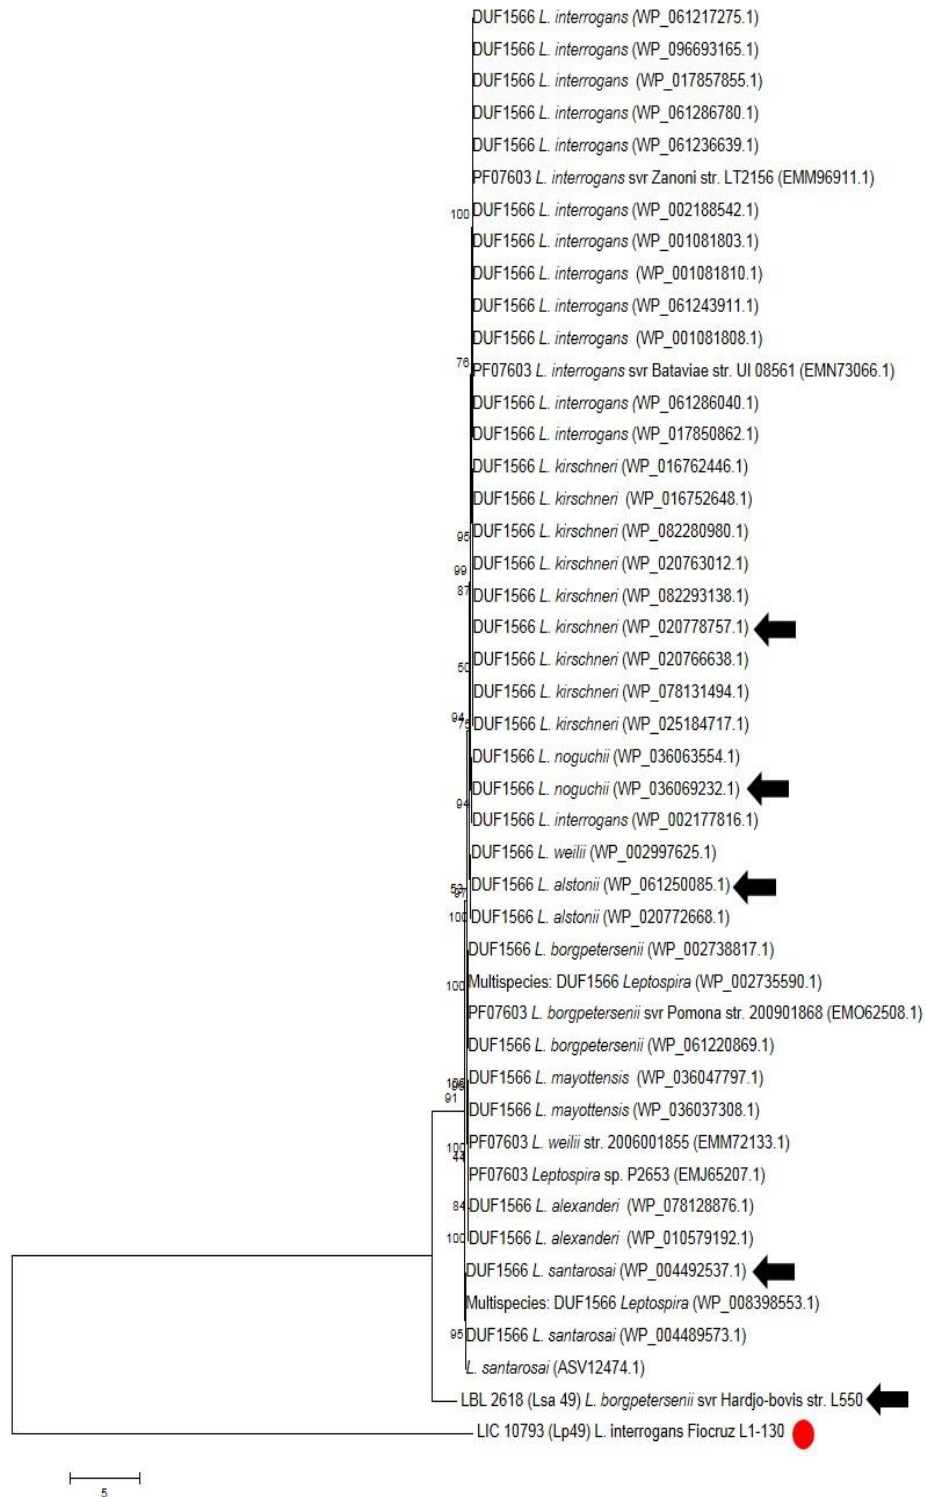 DUF1566 L. interrogans (WP_061217275.1)
DUF1566 L. interrogans (WP_096693165.1)
DUF1566 L. interrogans (WP_017857855.1)
DUF1566 L. interrogans (WP_061286780.1)
DUF1566 L. interrogans (WP_061236639.1)
PF07603 L. interrogans svr Zanoni str. LT2156 (EMM96911.1)
100
DUF1566 L. interrogans (WP_002188542.1)
DUF1566 L. interrogans (WP_001081803.1)
DUF1566 L. interrogans (WP_001081810.1)
DUF1566 L. interrogans (WP_061243911.1)
DUF1566 L. interrogans (WP_001081808.1)
76
PF07603 L. interrogans svr Bataviae str. UI 08561 (EMN73066.1)
DUF1566 L. interrogans (WP_061286040.1)
DUF1566 L. interrogans (WP_017850862.1)
DUF1566 L. kirschneri (WP_016762446.1)
DUF1566 L. kirschneri (WP_016752648.1)
95
DUF1566 L. kirschneri (WP_082280980.1)
99
DUF1566 L. kirschneri (WP_020763012.1)
87
DUF1566 L. kirschneri (WP_082293138.1)
DUF1566 L. kirschneri (WP_020778757.1)
50
DUF1566 L. kirschneri (WP_020766638.1)
DUF1566 L. kirschneri (WP_078131494.1)
94
75
DUF1566 L. kirschneri (WP_025184717.1)
DUF1566 L. noguchii (WP_036063554.1)
DUF1566 L. noguchii (WP_036069232.1)
94
DUF1566 L. interrogans (WP_002177816.1)
DUF1566 L. weilii (WP_002997625.1)
DUF1566 L. alstonii (WP_061250085.1)
100
DUF1566 L. alstonii (WP_020772668.1)
DUF1566 L. borgpetersenii (WP_002738817.1)
100
Multispecies: DUF1566 Leptospira (WP_002735590.1)
PF07603 L. borgpetersenii svr Pomona str. 200901868 (EMO62508.1)
DUF1566 L. borgpetersenii (WP_061220869.1)
DUF1566 L. mayottensis (WP_036047797.1)
91
DUF1566 L. mayottensis (WP_036037308.1)
100
PF07603 L. weilii str. 2006001855 (EMM72133.1)
44
PF07603 Leptospira sp. P2653 (EMJ65207.1)
84
DUF1566 L. alexanderi (WP_078128876.1)
100
DUF1566 L. alexanderi (WP_010579192.1)
DUF1566 L. santarosai (WP_004492537.1)
Multispecies: DUF1566 Leptospira (WP_008398553.1)
95
DUF1566 L. santarosai (WP_004489573.1)
L. santarosai (ASV12474.1)
LBL 2618 (Lsa 49) L. borgpetersenii svr Hardjo-bovis str. L550
LIC 10793 (Lp49) L. interrogans Fiocruz L1-130
5